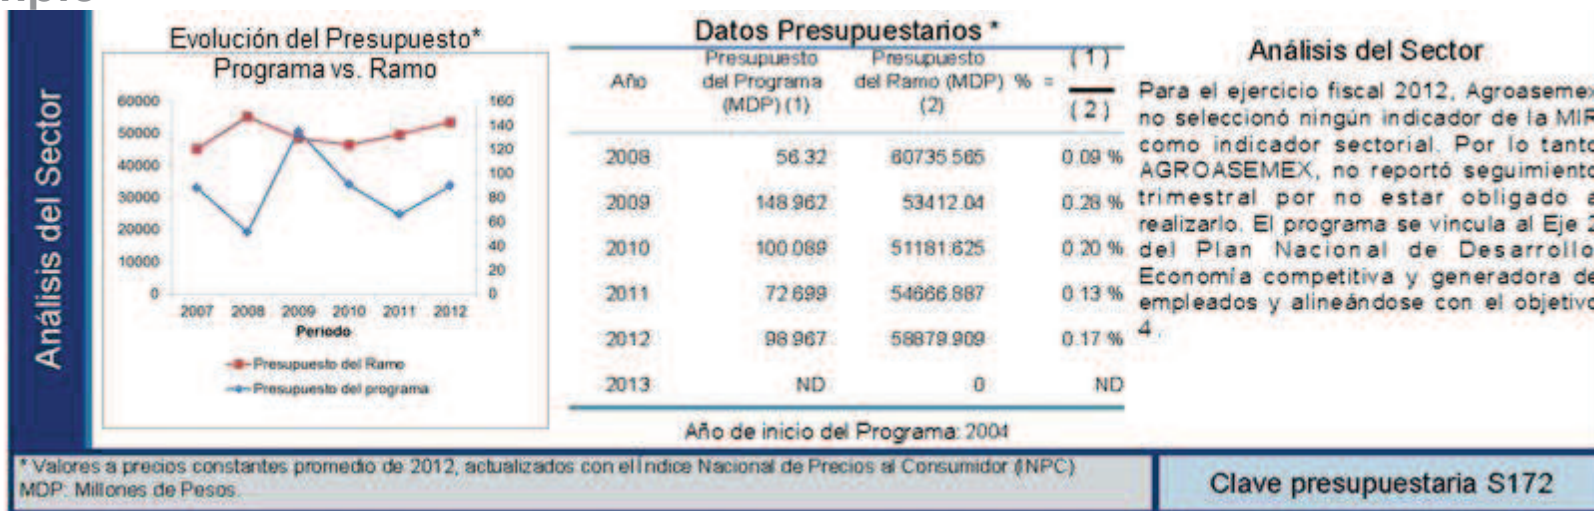 Análisis del Sector
Evolución del Presupuesto*
Programa vs. Ramo
60000
50000
40000
30000
20000
10000
0
160
140
120
100
80
60
40
20
0
2007 2008 2009 2010 2011 2012
Periodo
Presupuesto del Ramo
Presupuesto del programa
Datos Presupuestarios *
Año Presupuesto del Programa (MDP) (1) Presupuesto del Ramo (MDP) (2) % = (1) (2)
2008 56.32 60735.565 0.09 %
2009 148.962 53412.04 0.28 %
2010 100.089 51181.625 0.20 %
2011 72.699 54666.887 0.13 %
2012 98.967 58879.909 0.17 %
2013 ND 0 ND
Año de inicio del Programa: 2004
Análisis del Sector
Para el ejercicio fiscal 2012, Agroasemex
no seleccionó ningún indicador de la MIR
como indicador sectorial. Por lo tanto
AGROASEMEX, no reportó seguimiento
trimestral por no estar obligado a
realizarlo. El programa se vincula al Eje 2
del Plan Nacional de Desarrollo
Economía competitiva y generadora de
empleados y alineándose con el objetivo
4.
* Valores a precios constantes promedio de 2012, actualizados con el Indice Nacional de Precios al Consumidor (INPC)
MDP: Millones de Pesos.
Clave presupuestaria S172